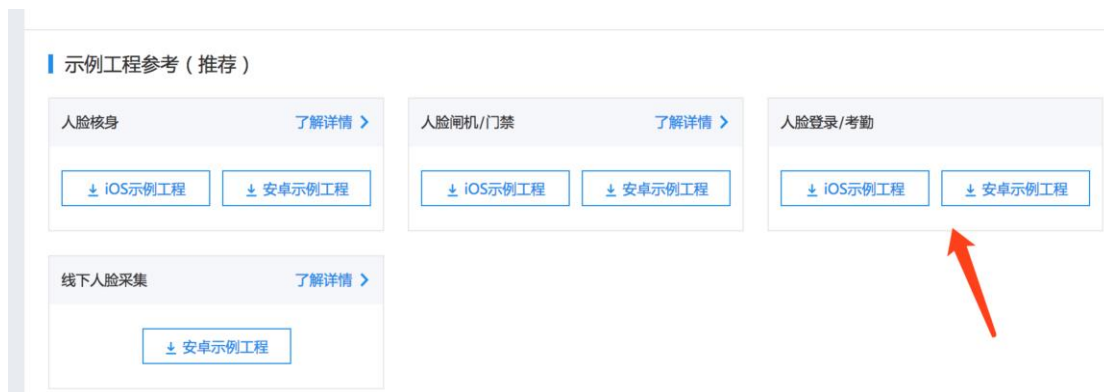 示例工程参考（推荐）
人脸核身 了解详情
iOS示例工程 安卓示例工程
人脸闸机/门禁 了解详情
iOS示例工程 安卓示例工程
人脸登录/考勤
iOS示例工程 安卓示例工程
线下人脸采集 了解详情
安卓示例工程